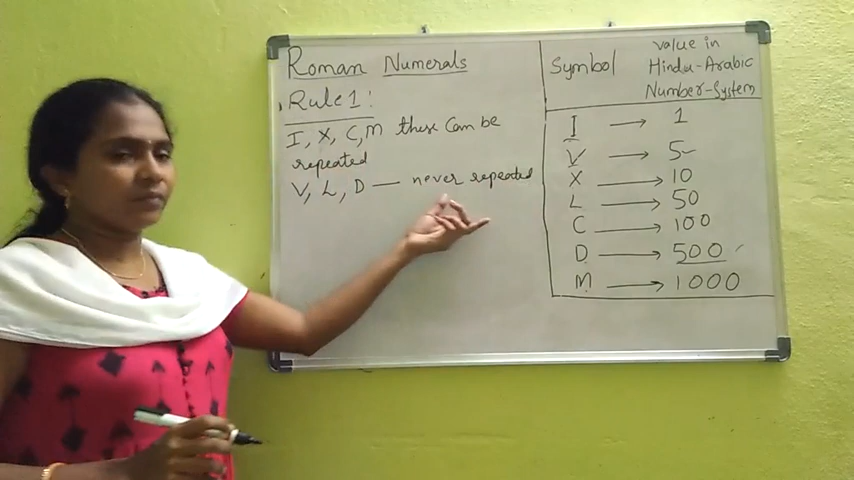 Roman Numerals
Rule 1:
I, X, C, M these can be
repeated
V, L, D — never repeated
Symbol
value in
Hindu-Arabic
Number-System
I → 1
V → 5
X → 10
L → 50
C → 100
D → 500
M → 1000